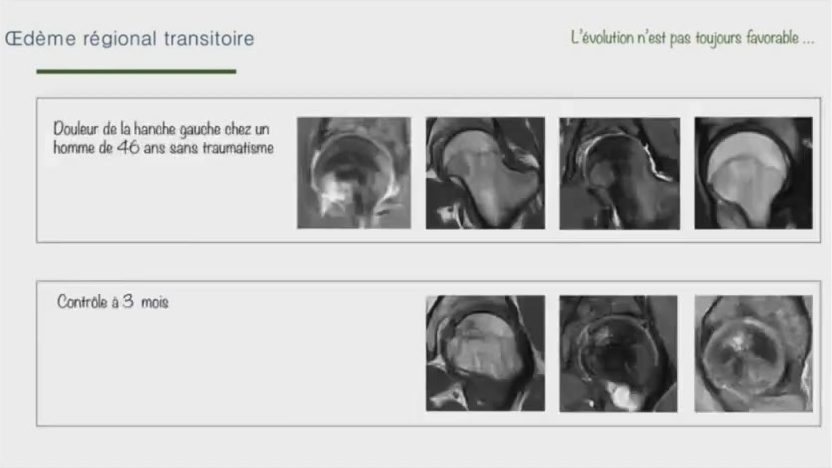 Œdème régional transitoire
L'évolution n'est pas toujours favorable ...
Douleur de la hanche gauche chez un
homme de 46 ans sans traumatisme
Contrôle à 3 mois